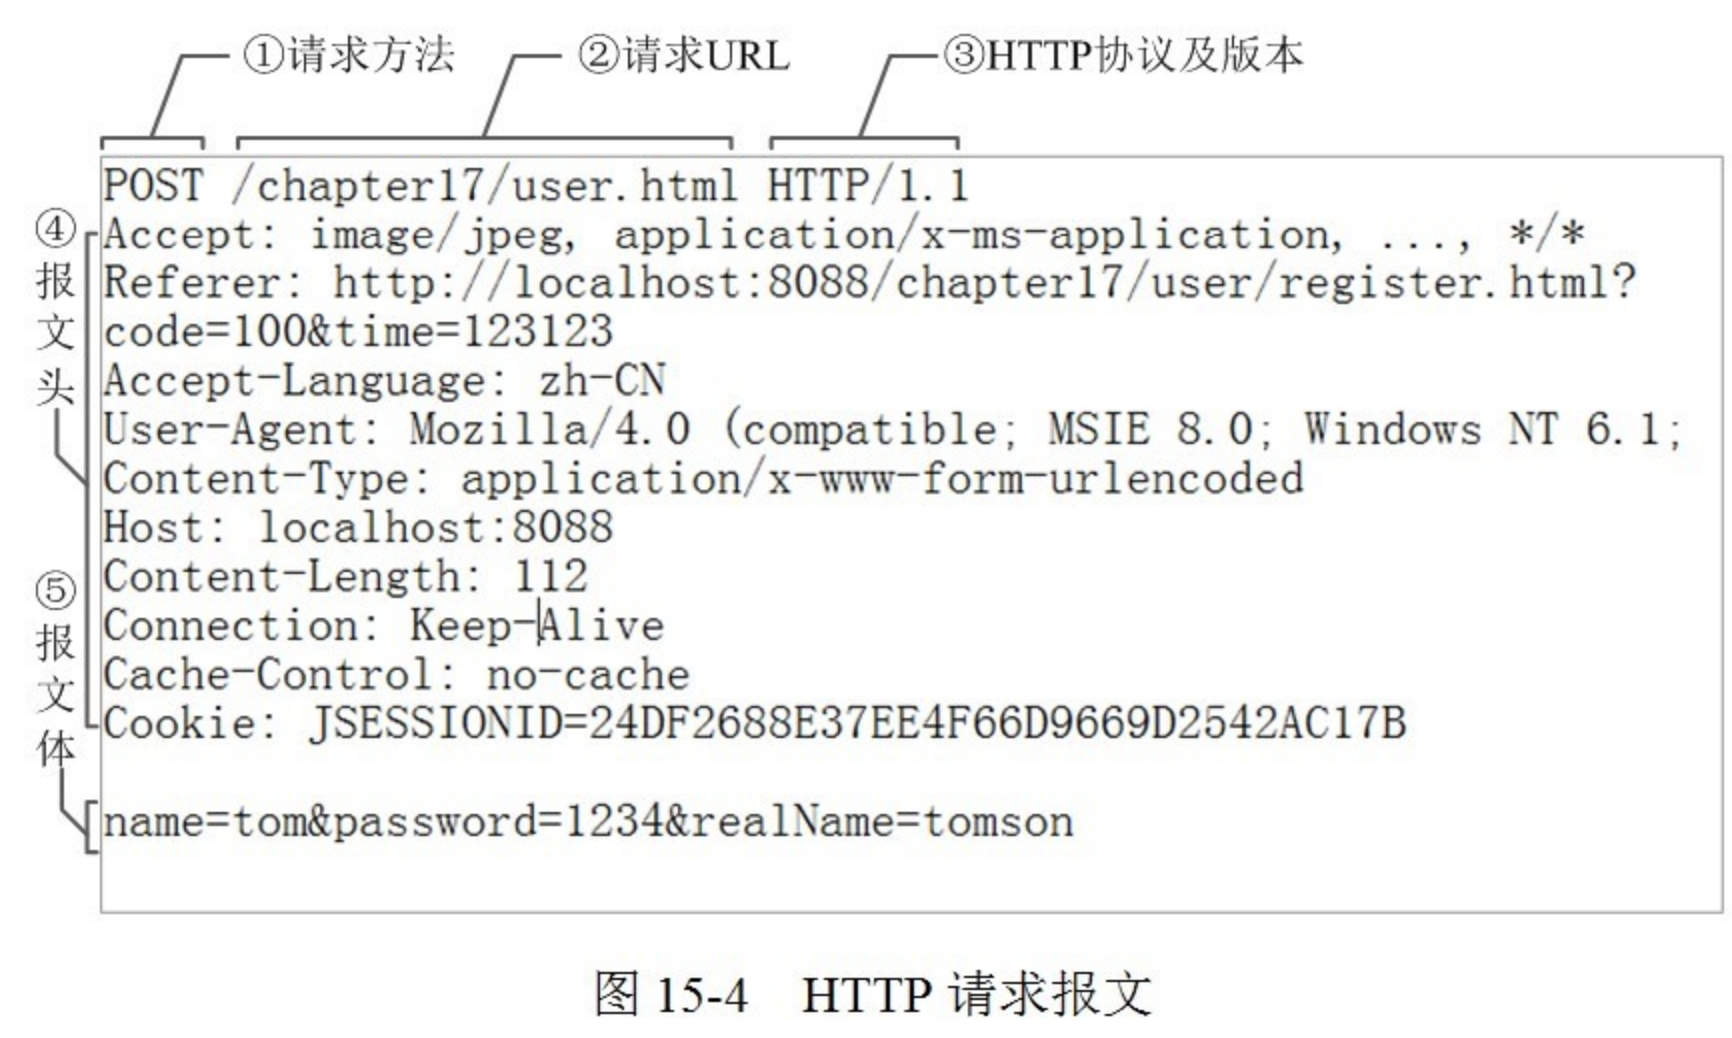 ①请求方法 ②请求URL ③HTTP协议及版本
POST /chapter17/user.html HTTP/1.1
④报文头
Accept: image/jpeg, application/x-ms-application, ..., */*
Referer: http://localhost:8088/chapter17/user/register.html?
code=100&time=123123
Accept-Language: zh-CN
User-Agent: Mozilla/4.0 (compatible; MSIE 8.0; Windows NT 6.1;
Content-Type: application/x-www-form-urlencoded
Host: localhost:8088
Content-Length: 112
Connection: Keep-Alive
Cache-Control: no-cache
Cookie: JSESSIONID=24DF2688E37EE4F66D9669D2542AC17B
⑤报文体
name=tom&password=1234&realName=tomson
图 15-4 HTTP 请求报文